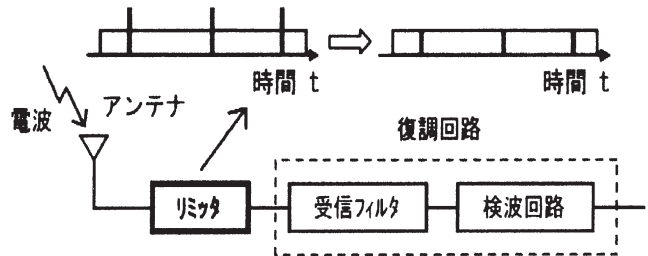 時間 t
時間 t
電波
アンテナ
復調回路
リミッタ
受信フィルタ
検波回路